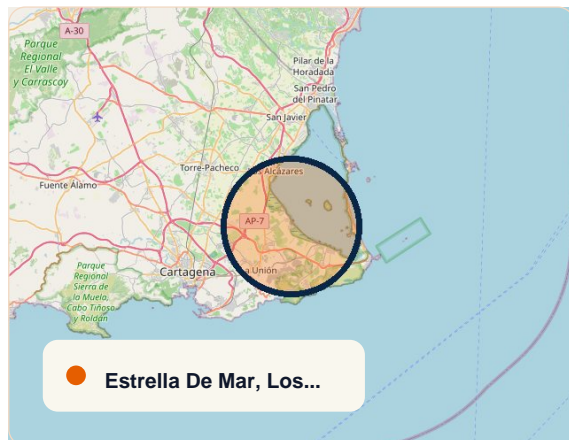 A-30
Parque
Regional
El Valle
y Carrascoy
Pilar de la
Horadada
San Pedro
del Pinatar
San Javier
Torre-Pacheco
Los Alcázares
Fuente Álamo
AP-7
Cartagena
La Unión
Parque
Regional
Sierra de
la Muela,
Cabo Tiñoso
y Roldán
Estrella De Mar, Los...